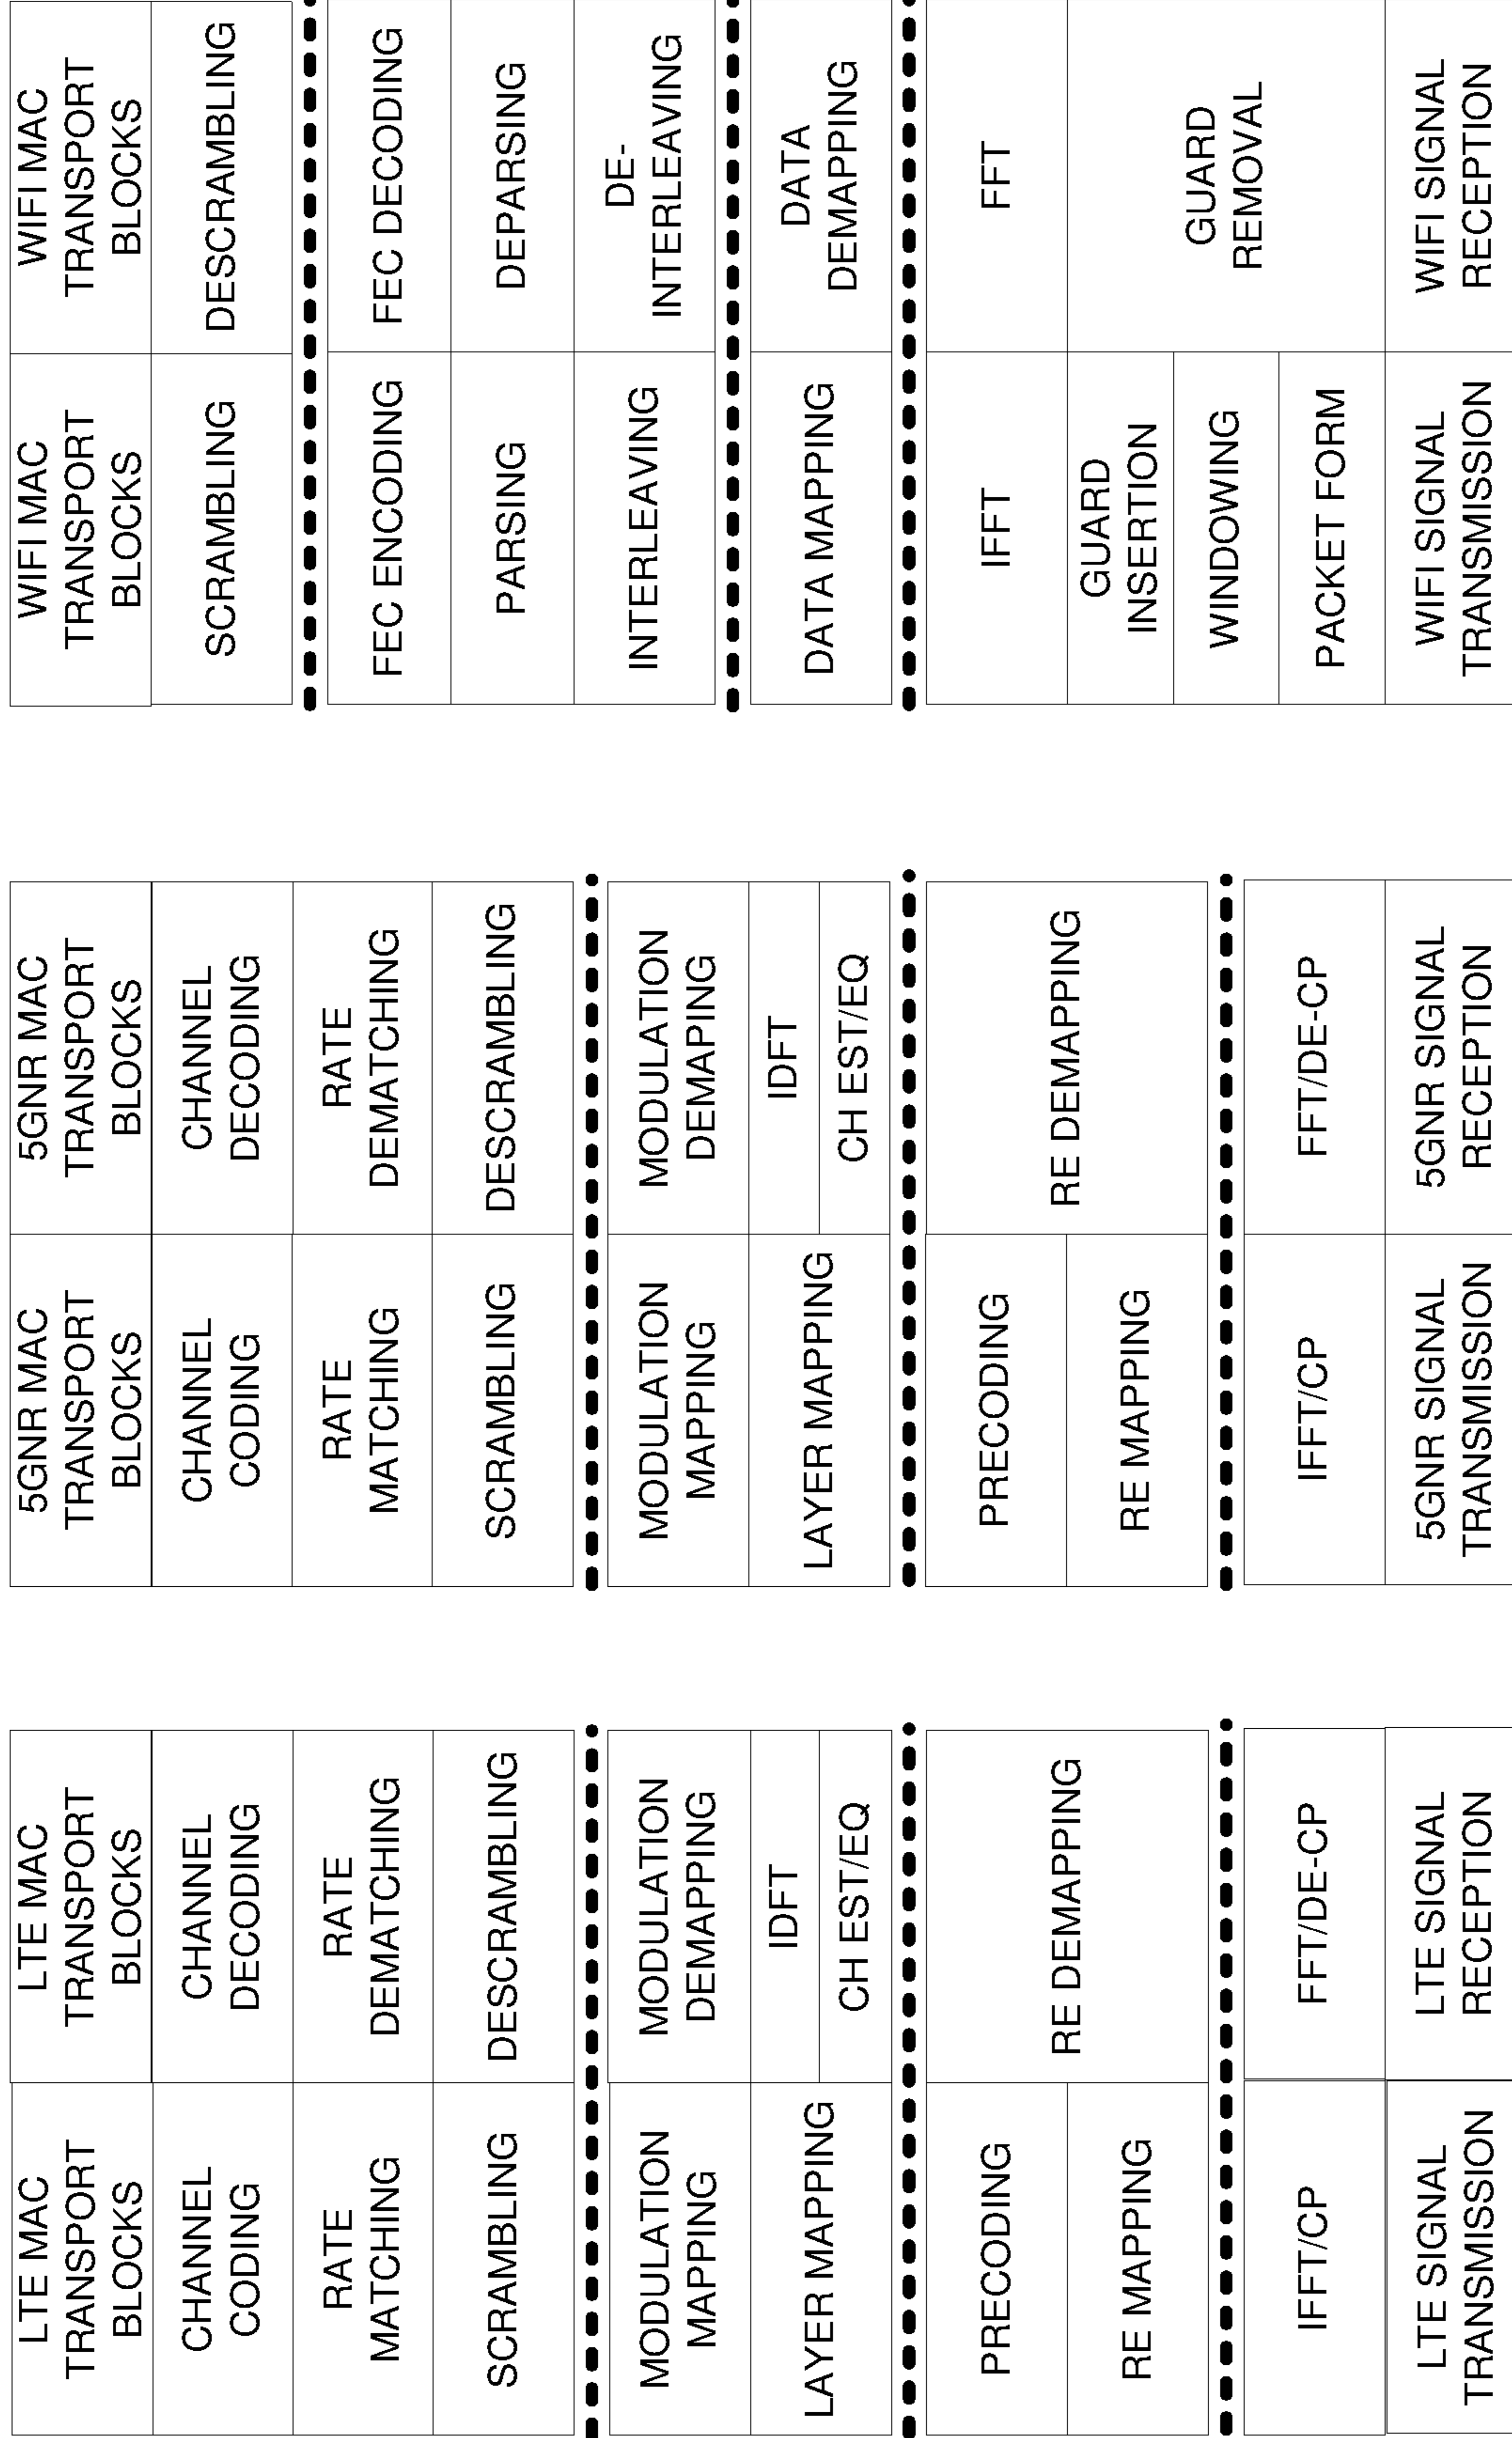 LTE MAC
TRANSPORT
BLOCKS
CHANNEL
CODING
RATE
MATCHING
SCRAMBLING
MODULATION
MAPPING
LAYER MAPPING
PRECODING
RE MAPPING
IFFT/CP
LTE SIGNAL
TRANSMISSION
LTE MAC
TRANSPORT
BLOCKS
CHANNEL
DECODING
RATE
DEMATCHING
DESCRAMBLING
MODULATION
DEMAPPING
IDFT
CH EST/EQ
RE DEMAPPING
FFT/DE-CP
LTE SIGNAL
RECEPTION
5GNR MAC
TRANSPORT
BLOCKS
CHANNEL
CODING
RATE
MATCHING
SCRAMBLING
MODULATION
MAPPING
LAYER MAPPING
PRECODING
RE MAPPING
IFFT/CP
5GNR SIGNAL
TRANSMISSION
5GNR MAC
TRANSPORT
BLOCKS
CHANNEL
DECODING
RATE
DEMATCHING
DESCRAMBLING
MODULATION
DEMAPING
IDFT
CH EST/EQ
RE DEMAPPING
FFT/DE-CP
5GNR SIGNAL
RECEPTION
WIFI MAC
TRANSPORT
BLOCKS
SCRAMBLING
FEC ENCODING
PARSING
INTERLEAVING
DATA MAPPING
IFFT
GUARD
INSERTION
WINDOWING
PACKET FORM
WIFI SIGNAL
TRANSMISSION
WIFI MAC
TRANSPORT
BLOCKS
DESCRAMBLING
FEC DECODING
DEPARSING
DE-
INTERLEAVING
DATA
DEMAPPING
FFT
GUARD
REMOVAL
WIFI SIGNAL
RECEPTION